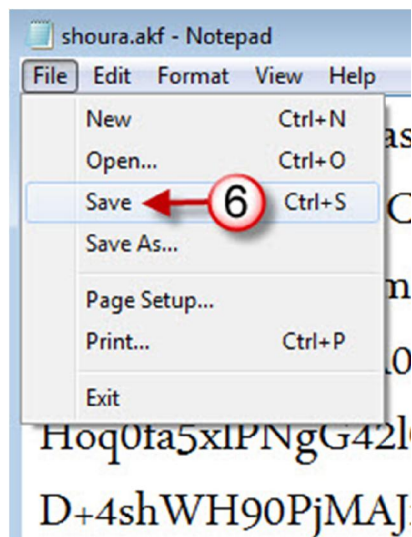 shoura.akf - Notepad
File Edit Format View Help
New Ctrl+N
Open... Ctrl+O
Save 6 Ctrl+S
Save As...
Page Setup...
Print... Ctrl+P
Exit
D+4shWH90PjMAJ